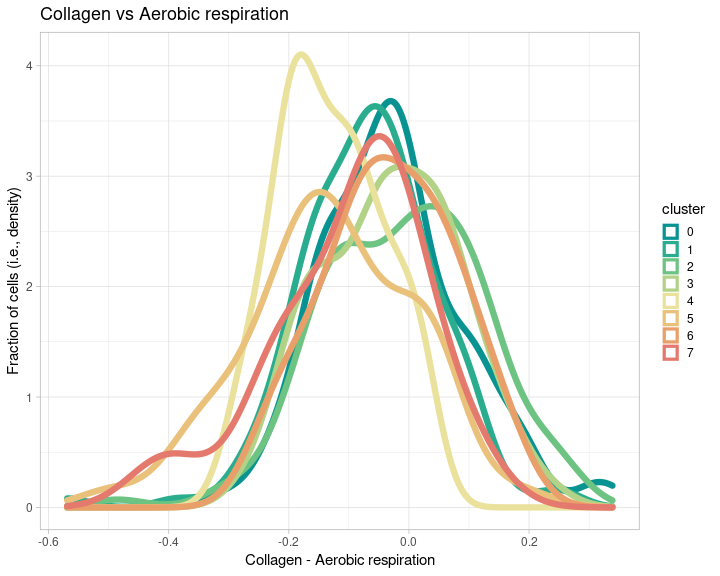 Collagen vs Aerobic respiration
Fraction of cells (i.e., density)
4
3
2
1
0
-0.6 -0.4 -0.2 0.0 0.2
Collagen - Aerobic respiration
cluster
0
1
2
3
4
5
6
7